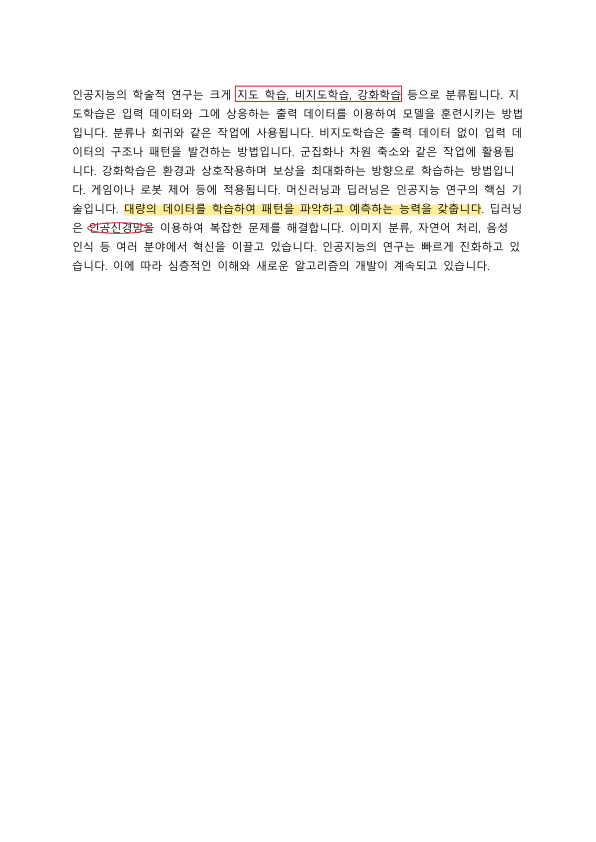 인공지능의 학술적 연구는 크게 지도 학습, 비지도학습, 강화학습 등으로 분류됩니다. 지
도학습은 입력 데이터와 그에 상응하는 출력 데이터를 이용하여 모델을 훈련시키는 방법
입니다. 분류나 회귀와 같은 작업에 사용됩니다. 비지도학습은 출력 데이터 없이 입력 데
이터의 구조나 패턴을 발견하는 방법입니다. 군집화나 차원 축소와 같은 작업에 활용됩
니다. 강화학습은 환경과 상호작용하며 보상을 최대화하는 방향으로 학습하는 방법입니
다. 게임이나 로봇 제어 등에 적용됩니다. 머신러닝과 딥러닝은 인공지능 연구의 핵심 기
술입니다. 대량의 데이터를 학습하여 패턴을 파악하고 예측하는 능력을 갖춥니다. 딥러닝
은 인공신경망을 이용하여 복잡한 문제를 해결합니다. 이미지 분류, 자연어 처리, 음성
인식 등 여러 분야에서 혁신을 이끌고 있습니다. 인공지능의 연구는 빠르게 진화하고 있
습니다. 이에 따라 심층적인 이해와 새로운 알고리즘의 개발이 계속되고 있습니다.